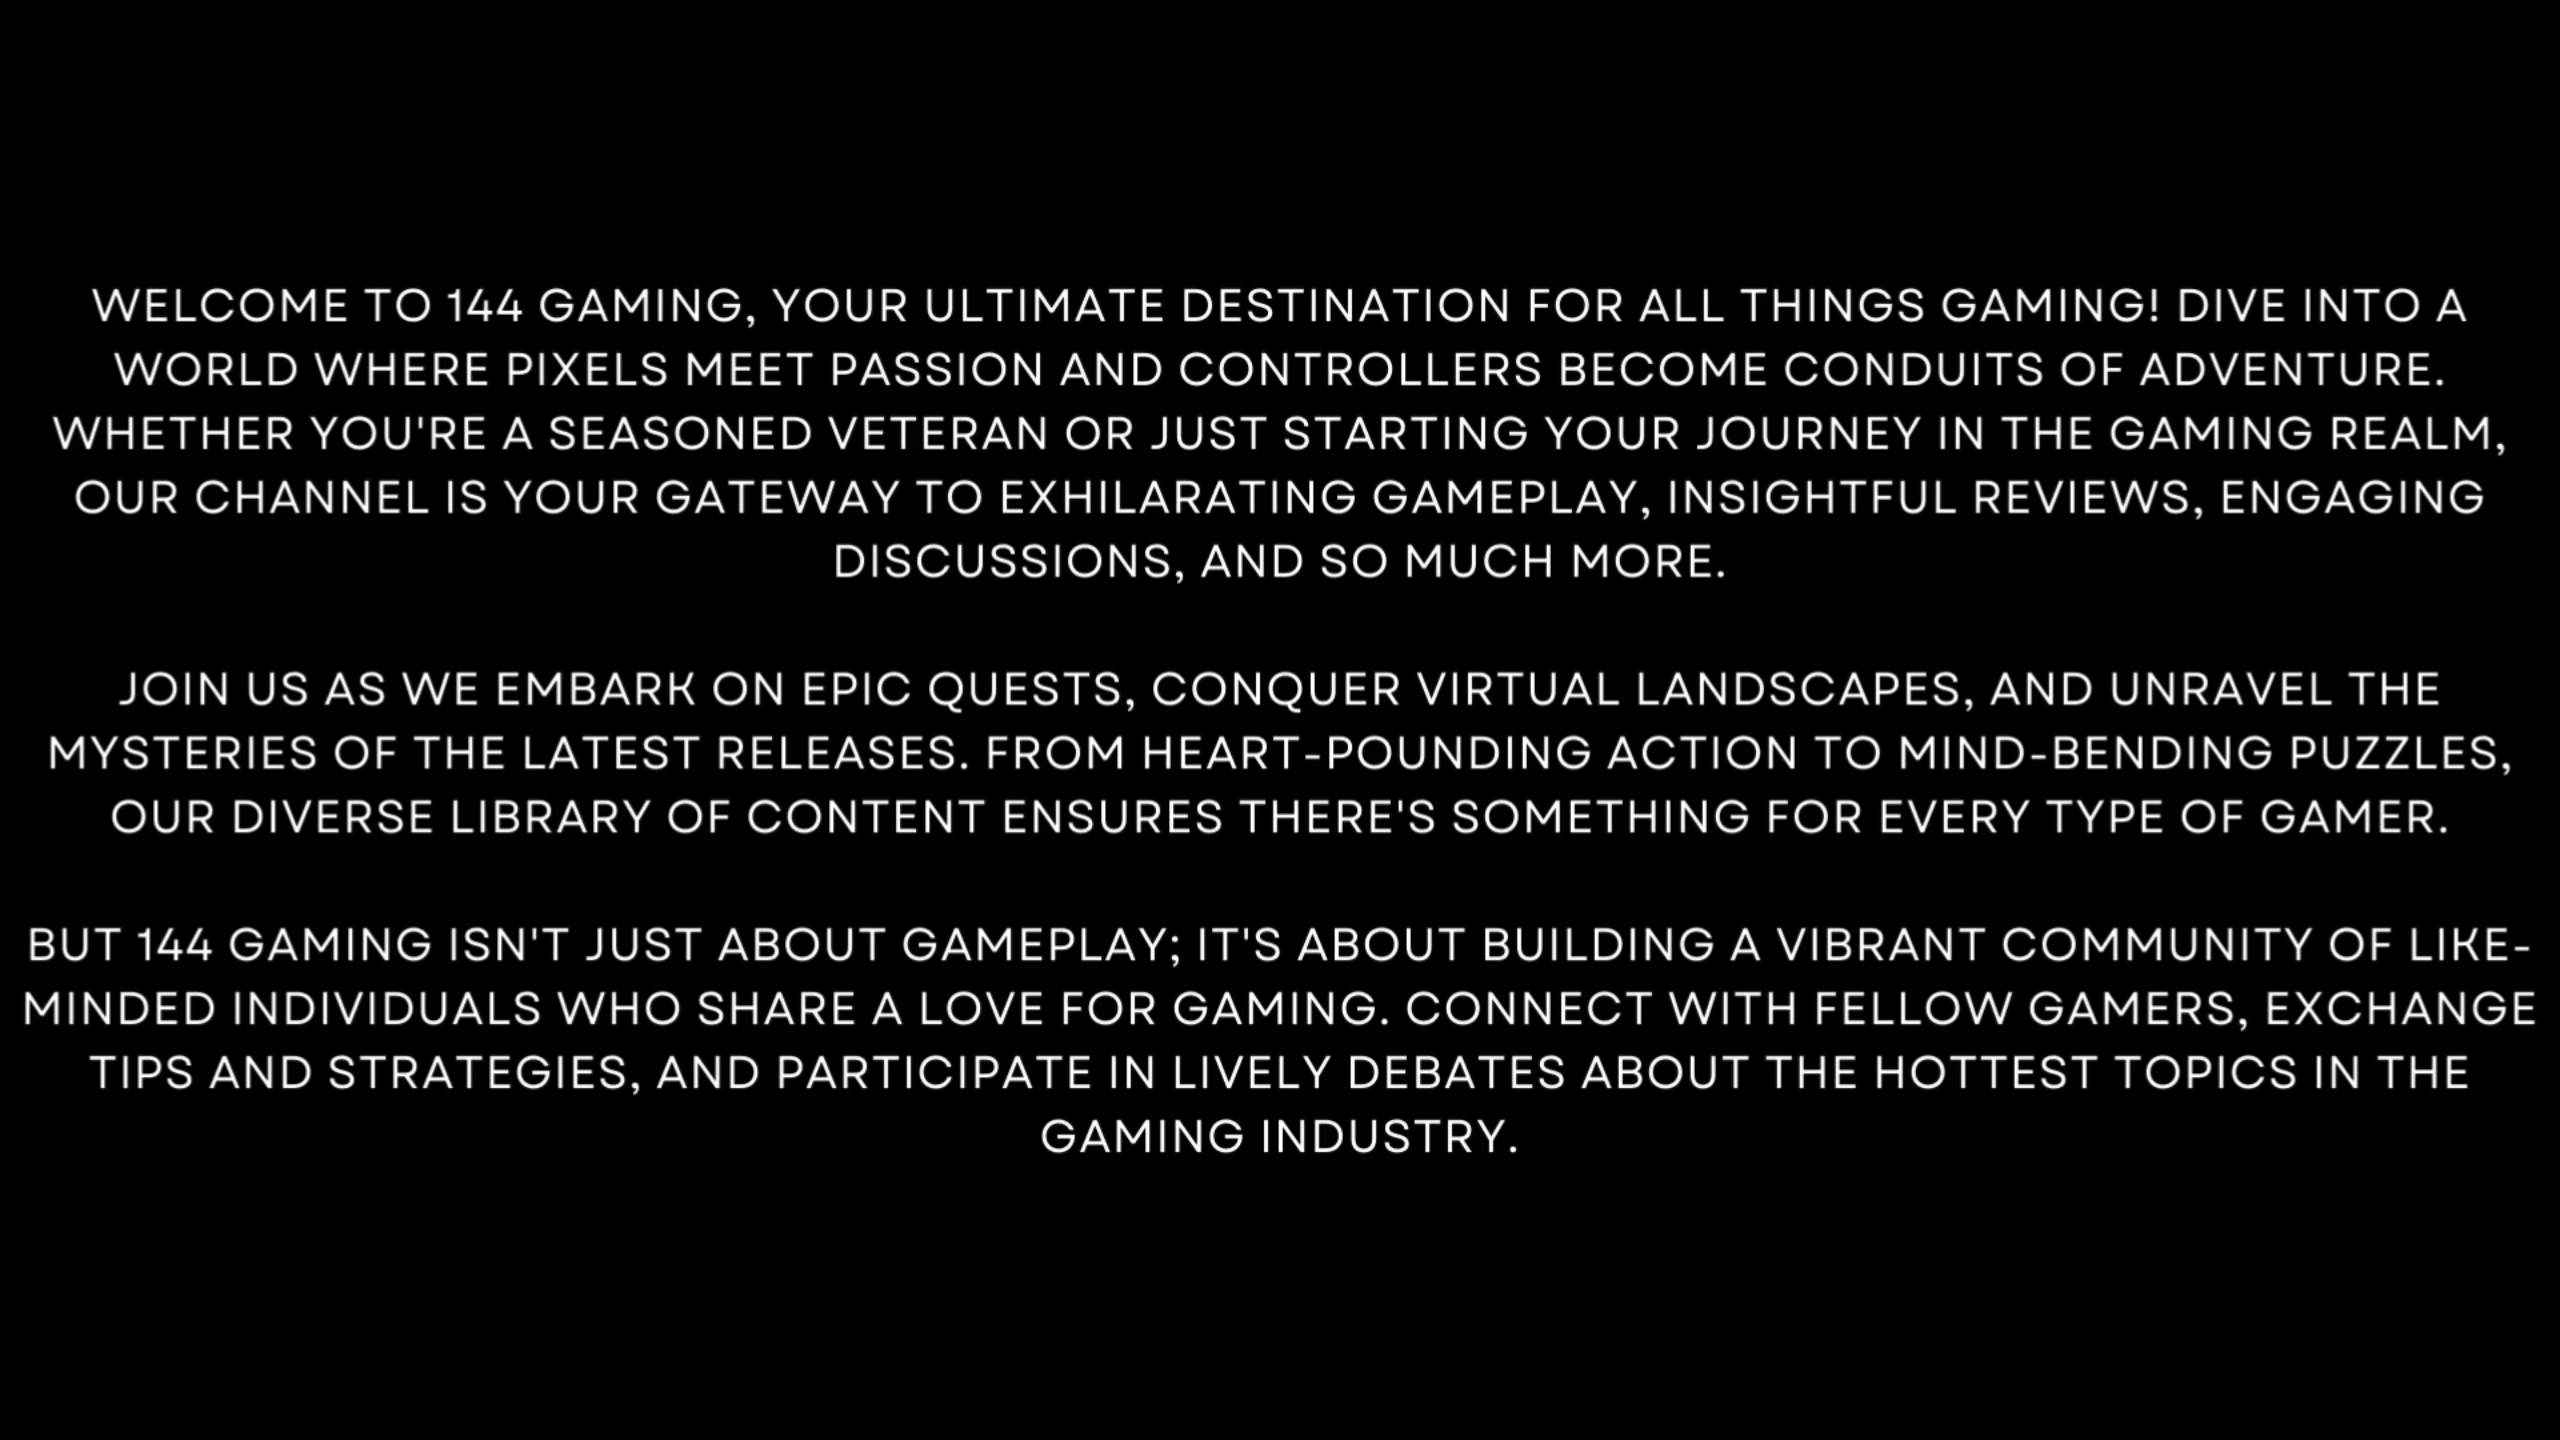 WELCOME TO 144 GAMING, YOUR ULTIMATE DESTINATION FOR ALL THINGS GAMING! DIVE INTO A
WORLD WHERE PIXELS MEET PASSION AND CONTROLLERS BECOME CONDUITS OF ADVENTURE.
WHETHER YOU'RE A SEASONED VETERAN OR JUST STARTING YOUR JOURNEY IN THE GAMING REALM,
OUR CHANNEL IS YOUR GATEWAY TO EXHILARATING GAMEPLAY, INSIGHTFUL REVIEWS, ENGAGING
DISCUSSIONS, AND SO MUCH MORE.
JOIN US AS WE EMBARK ON EPIC QUESTS, CONQUER VIRTUAL LANDSCAPES, AND UNRAVEL THE
MYSTERIES OF THE LATEST RELEASES. FROM HEART-POUNDING ACTION TO MIND-BENDING PUZZLES,
OUR DIVERSE LIBRARY OF CONTENT ENSURES THERE'S SOMETHING FOR EVERY TYPE OF GAMER.
BUT 144 GAMING ISN'T JUST ABOUT GAMEPLAY; IT'S ABOUT BUILDING A VIBRANT COMMUNITY OF LIKE-
MINDED INDIVIDUALS WHO SHARE A LOVE FOR GAMING. CONNECT WITH FELLOW GAMERS, EXCHANGE
TIPS AND STRATEGIES, AND PARTICIPATE IN LIVELY DEBATES ABOUT THE HOTTEST TOPICS IN THE
GAMING INDUSTRY.